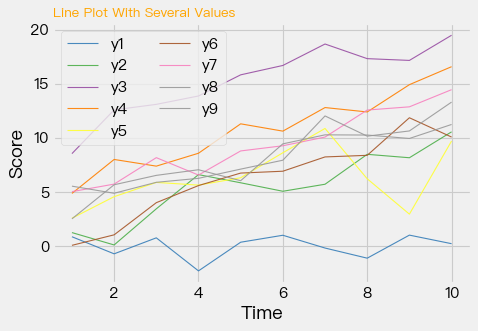 Line Plot With Several Values
20
15
10
5
0
Score
y1 y6
y2 y7
y3 y8
y4 y9
y5
2 4 6 8 10
Time